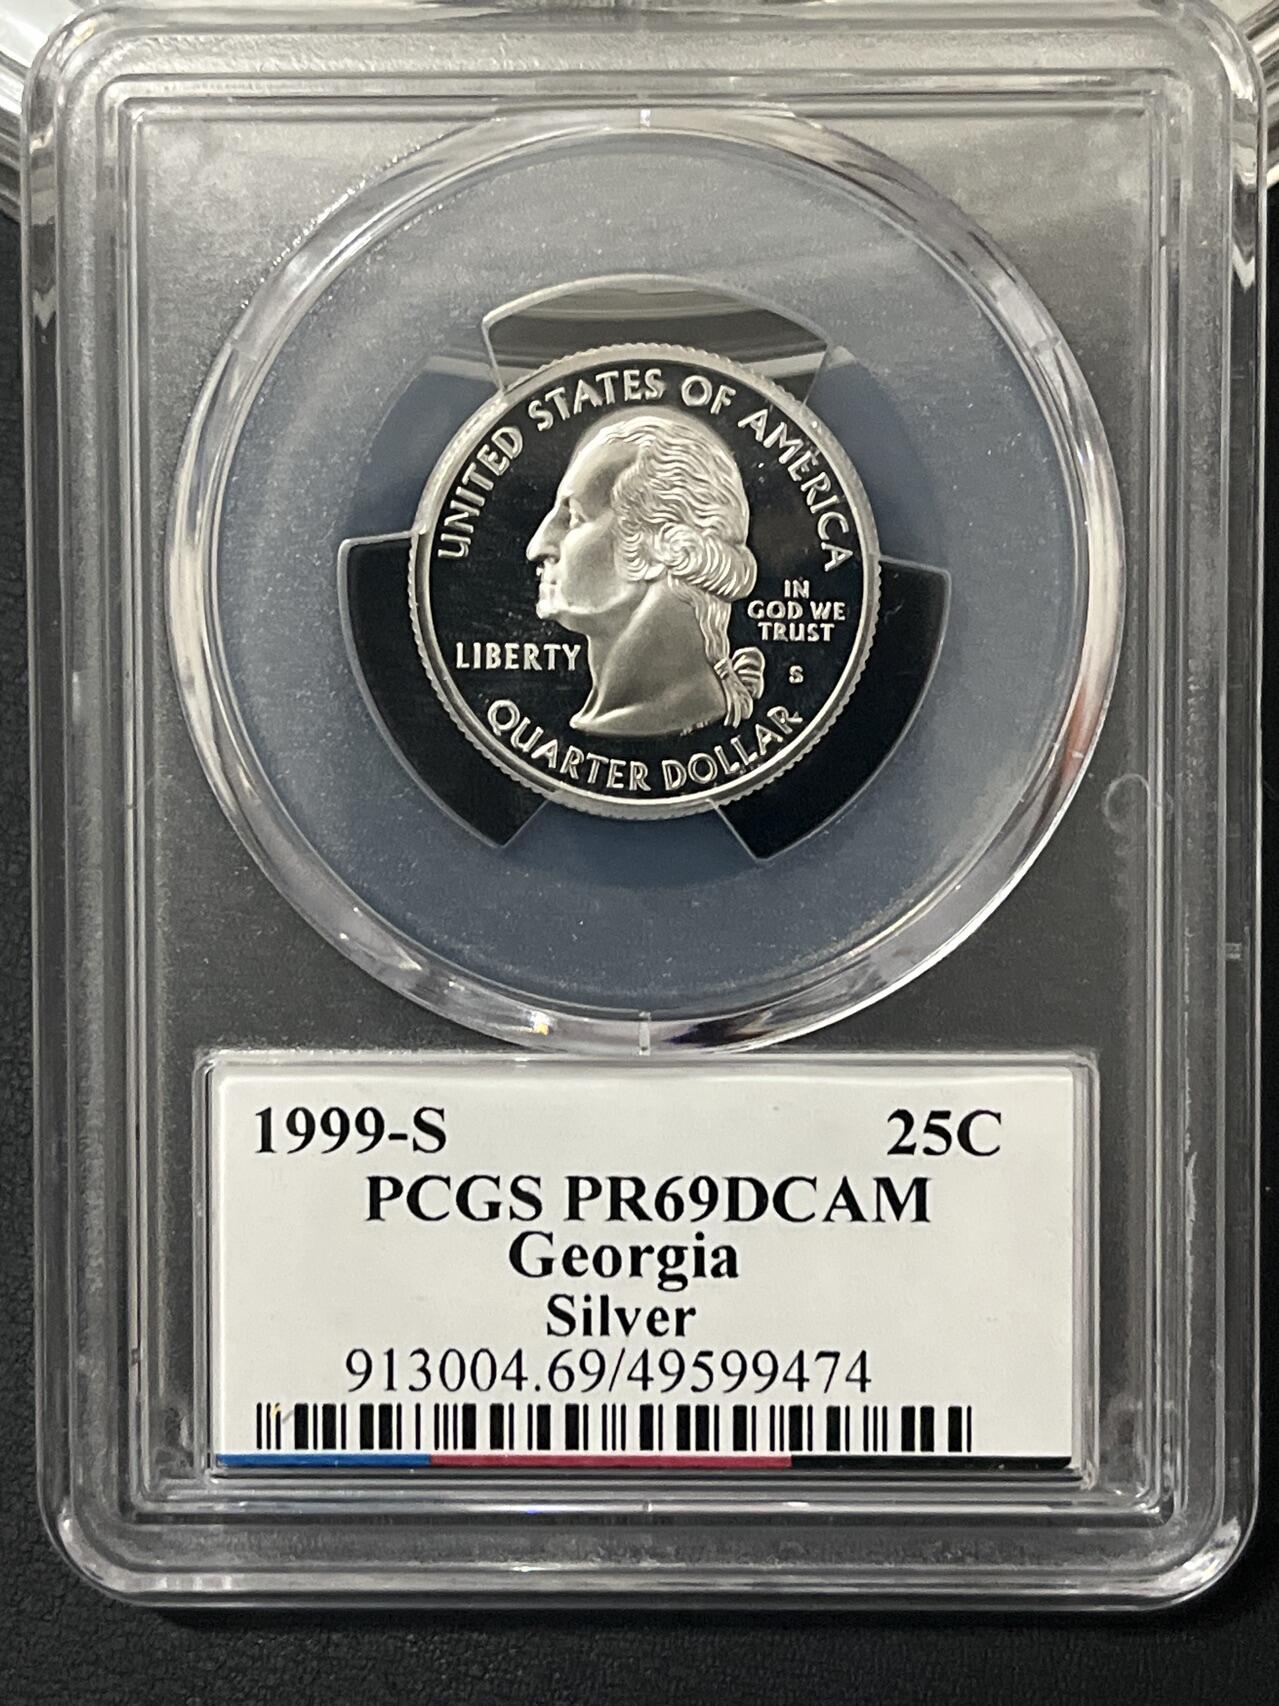 UNITED STATES OF AMERICA
IN
GOD WE
TRUST
LIBERTY
S
QUARTER DOLLAR
1999-S 25C
PCGS PR69DCAM
Georgia
Silver
913004.69/49599474